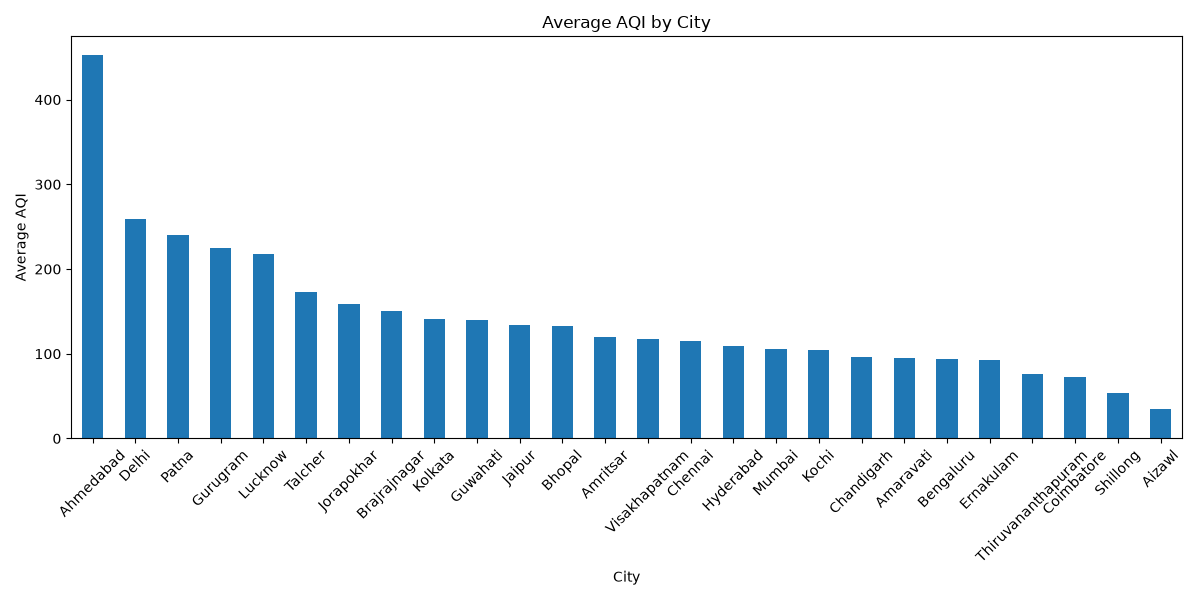 Average AQI by City
Average AQI
400
300
200
100
0
Ahmedabad
Delhi
Patna
Gurugram
Lucknow
Talcher
Jorapokhar
Brajrajnagar
Kolkata
Guwahati
Jaipur
Bhopal
Amritsar
Visakhapatnam
Chennai
Hyderabad
Mumbai
Kochi
Chandigarh
Amaravati
Bengaluru
Ernakulam
Thiruvananthapuram
Coimbatore
Shillong
Aizawl
City